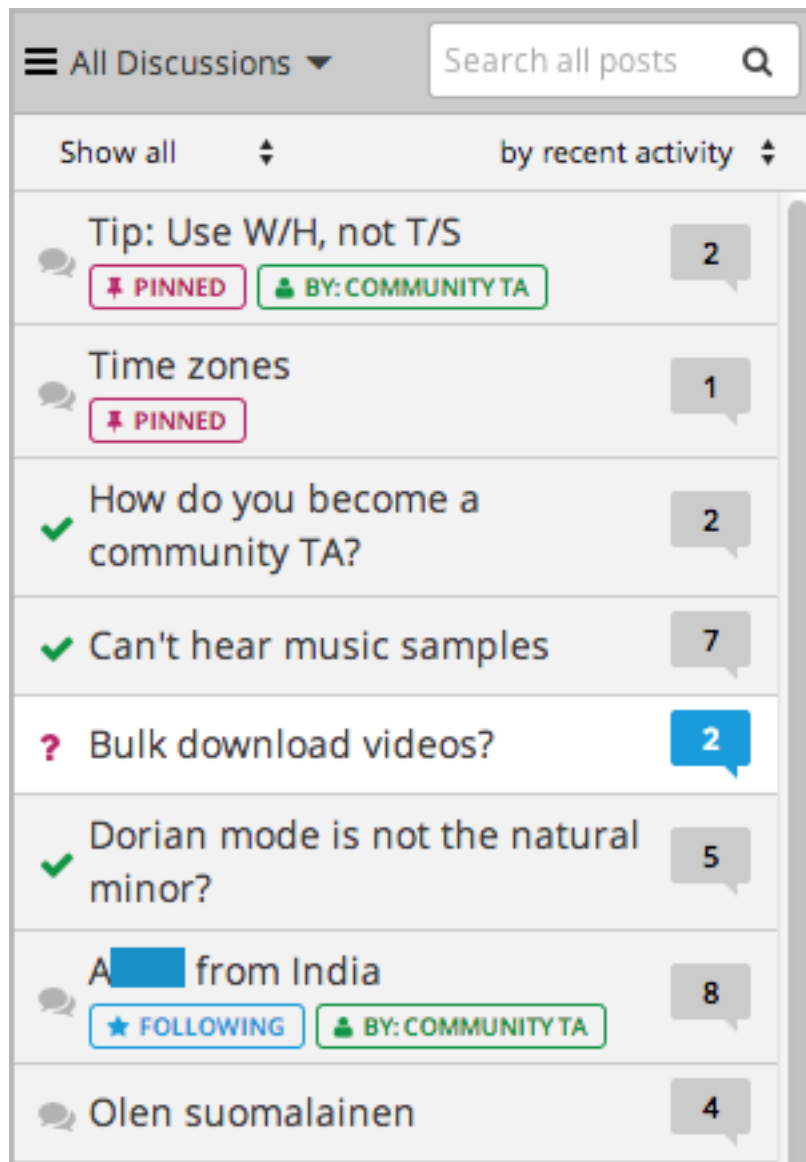 All Discussions
Search all posts
Show all
by recent activity
Tip: Use W/H, not T/S
2
PINNED
BY: COMMUNITY TA
Time zones
1
PINNED
How do you become a
community TA?
2
Can't hear music samples
7
? Bulk download videos?
2
Dorian mode is not the natural
minor?
5
A from India
8
FOLLOWING
BY: COMMUNITY TA
Olen suomalainen
4